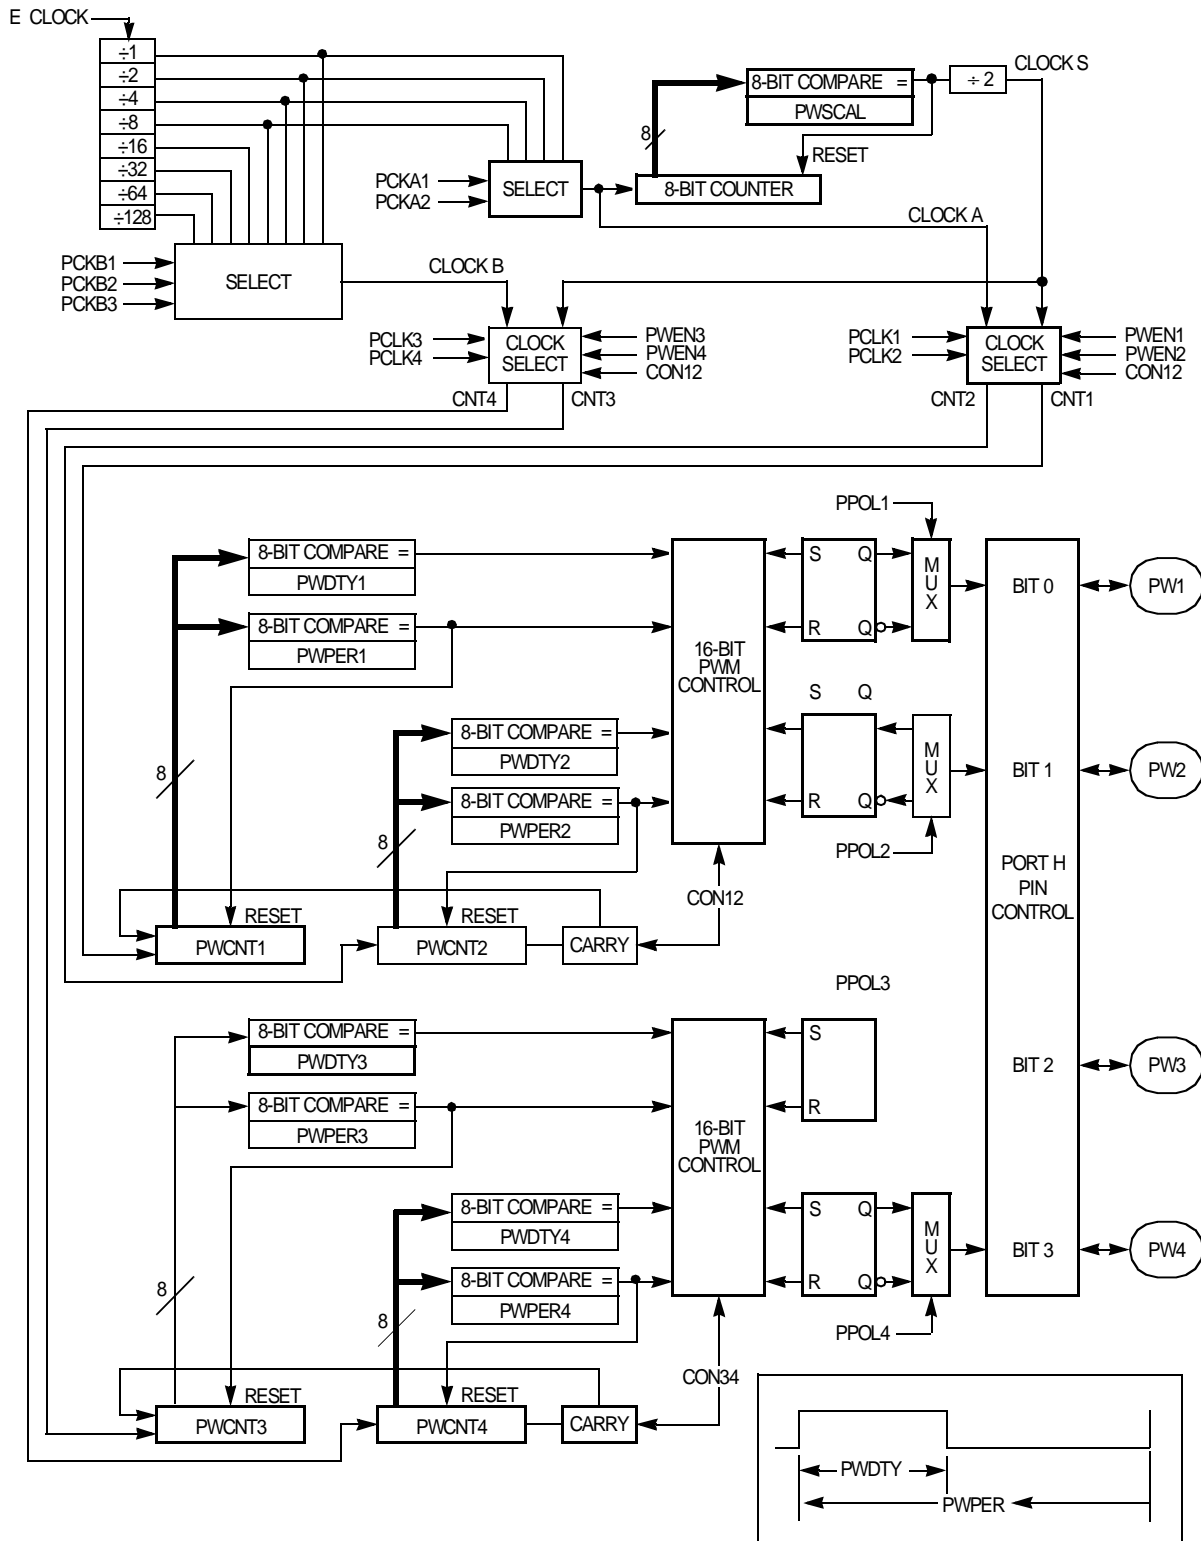 E CLOCK
÷1
÷2
÷4
÷8
÷16
÷32
÷64
÷128
PCKA1
PCKA2
SELECT
8-BIT COMPARE =
PWSCAL
÷ 2
CLOCK S
8
RESET
8-BIT COUNTER
CLOCK A
PCKB1
PCKB2
PCKB3
SELECT
CLOCK B
PCLK3
PCLK4
CLOCK
SELECT
PWEN3
PWEN4
CON12
CNT4
CNT3
PCLK1
PCLK2
CLOCK
SELECT
PWEN1
PWEN2
CON12
CNT2
CNT1
PPOL1
8-BIT COMPARE =
PWDTY1
8-BIT COMPARE =
PWPER1
16-BIT
PWM
CONTROL
S Q
R Q
MUX
BIT 0
PW1
8-BIT COMPARE =
PWDTY2
8-BIT COMPARE =
PWPER2
S Q
R Q
MUX
BIT 1
PW2
PPOL2
8
8
PORT H
PIN
CONTROL
CON12
RESET
PWCNT1
RESET
PWCNT2
CARRY
PPOL3
8-BIT COMPARE =
PWDTY3
8-BIT COMPARE =
PWPER3
16-BIT
PWM
CONTROL
S
R
BIT 2
PW3
8-BIT COMPARE =
PWDTY4
8-BIT COMPARE =
PWPER4
S Q
R Q
MUX
BIT 3
PW4
PPOL4
8
8
CON34
RESET
PWCNT3
RESET
PWCNT4
CARRY
PWDTY
PWPER